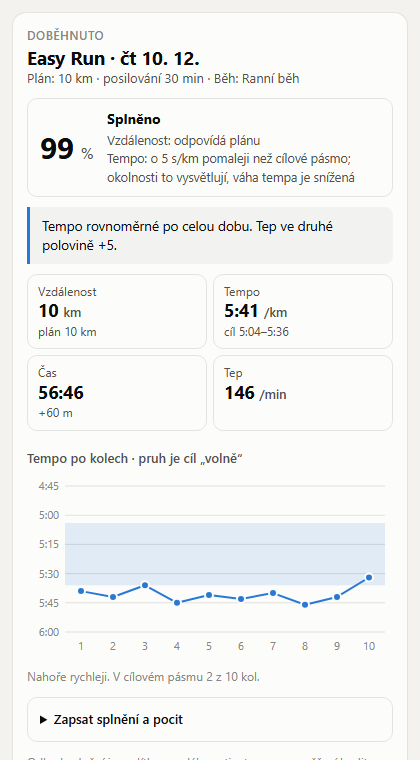 DOBĚHNUTO
Easy Run · čt 10. 12.
Plán: 10 km · posilování 30 min · Běh: Ranní běh
99 %
Splněno
Vzdálenost: odpovídá plánu
Tempo: o 5 s/km pomaleji než cílové pásmo;
okolnosti to vysvětlují, váha tempa je snížená
Tempo rovnoměrné po celou dobu. Tep ve druhé
polovině +5.
Vzdálenost
10 km
plán 10 km
Tempo
5:41 /km
cíl 5:04–5:36
Čas
56:46
+60 m
Tep
146 /min
Tempo po kolech · pruh je cíl „volně“
4:45
5:00
5:15
5:30
5:45
6:00
1 2 3 4 5 6 7 8 9 10
Nahoře rychleji. V cílovém pásmu 2 z 10 kol.
▶ Zapsat splnění a pocit